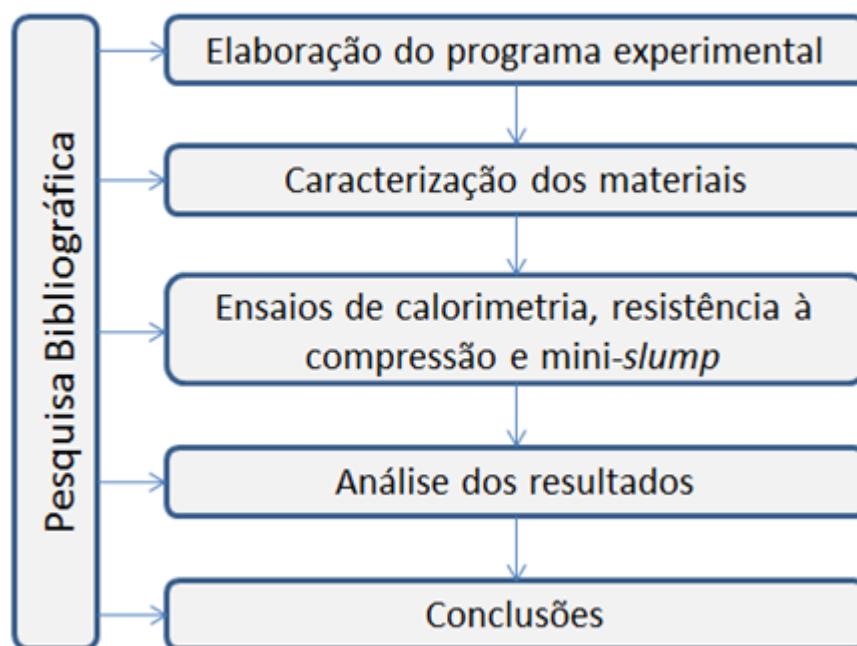 Pesquisa Bibliográfica
Elaboração do programa experimental
Caracterização dos materiais
Ensaios de calorimetria, resistência à
compressão e mini-slump
Análise dos resultados
Conclusões